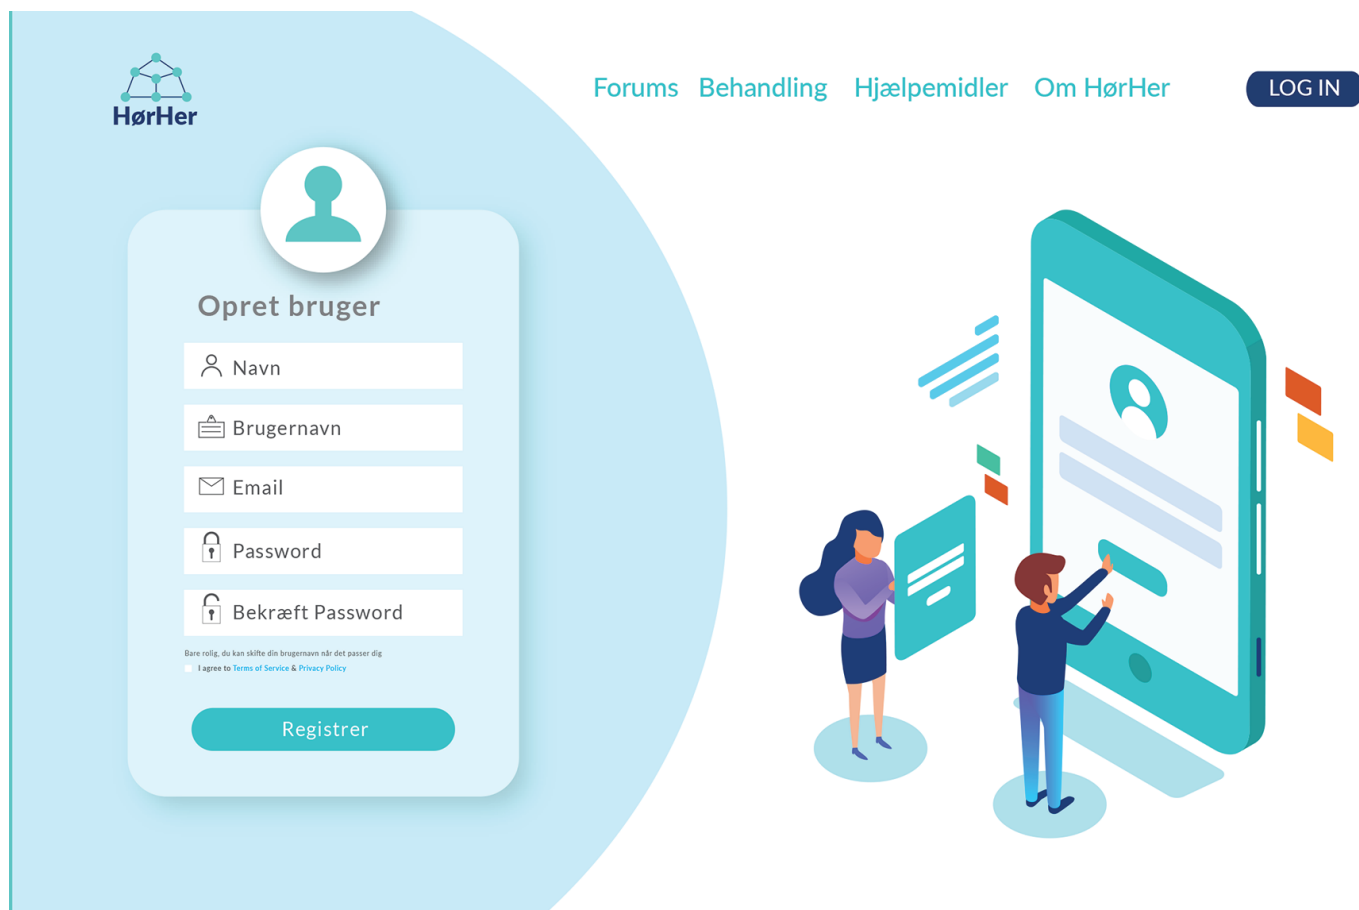 HørHer
Forums Behandling Hjælpemidler Om HørHer LOG IN
Opret bruger
Navn
Brugernavn
Email
Password
Bekræft Password
Bare rolig, du kan skifte din brugernavn når det passer dig
I agree to Terms of Service & Privacy Policy
Registrer